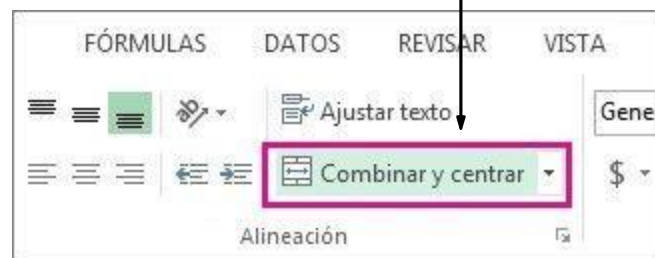 FÓRMULAS DATOS REVISAR VISTA
Ajustar texto Gene
Combinar y centrar $
Alineación